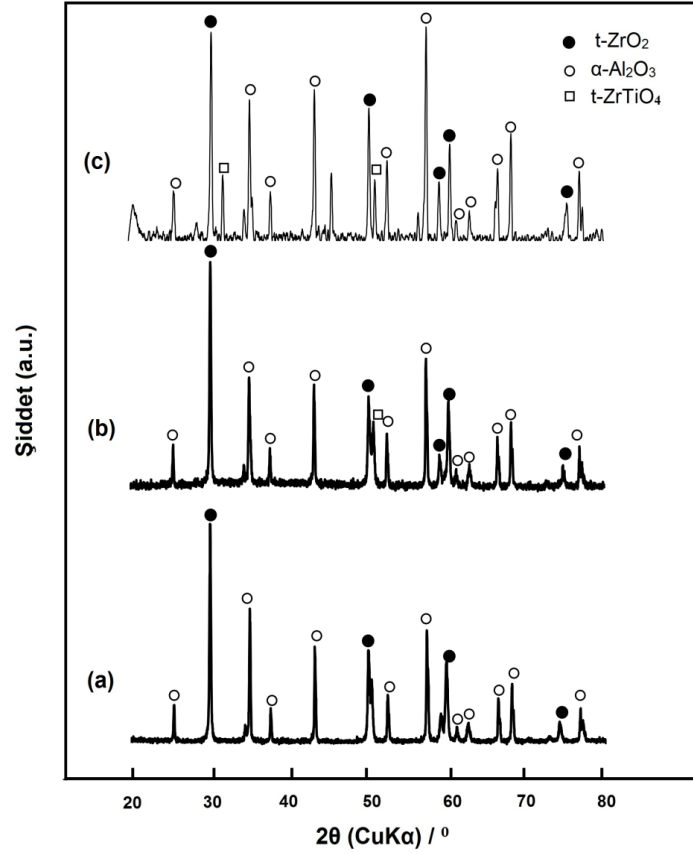 t-ZrO₂
α-Al₂O₃
t-ZrTiO₄
(c)
(b)
(a)
Şiddet (a.u.)
20 30 40 50 60 70 80
2θ (CuKα) / ⁰